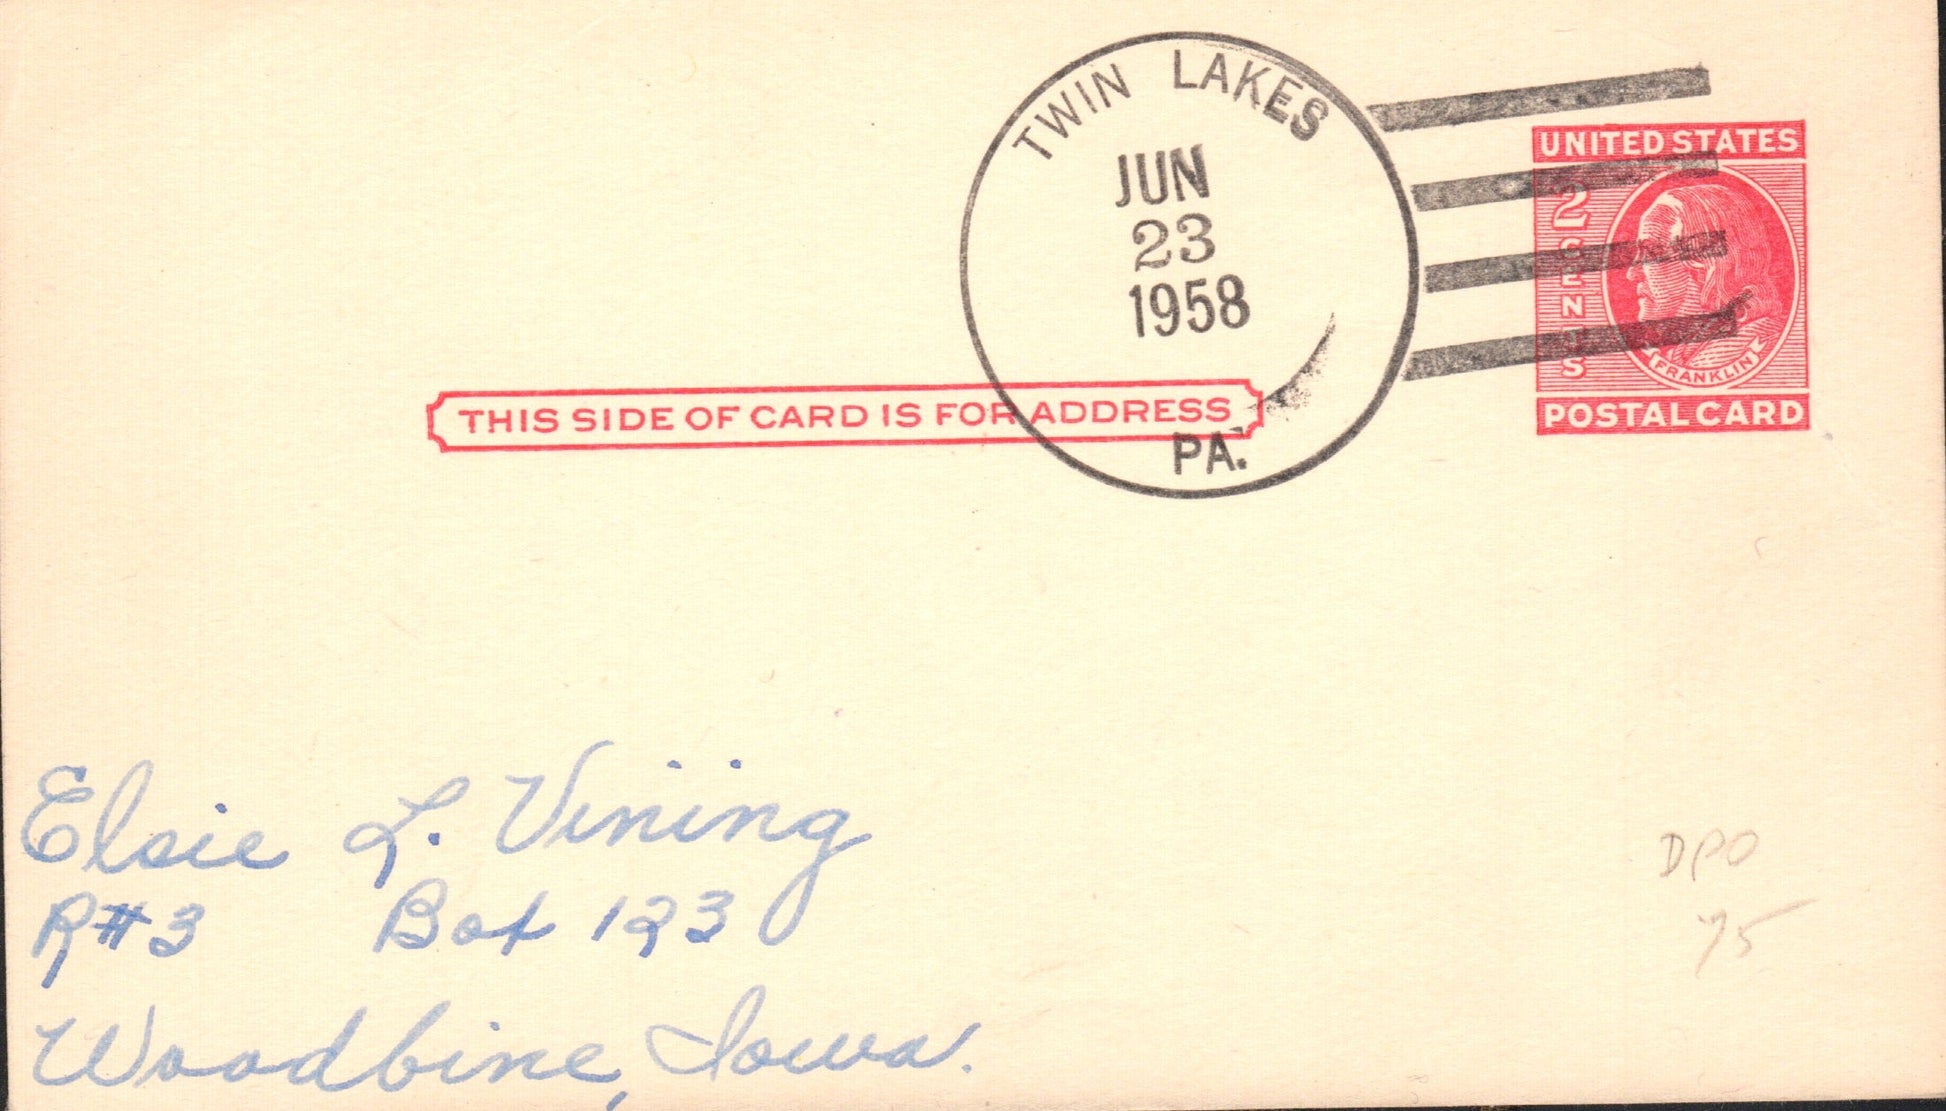 TWIN LAKES
JUN
23
1958
PA.
UNITED STATES
2 CENTS
FRANKLIN
POSTAL CARD
THIS SIDE OF CARD IS FOR ADDRESS
Elsie L. Vining
R#3 Box 123
Woodbine, Iowa.
DPO
75